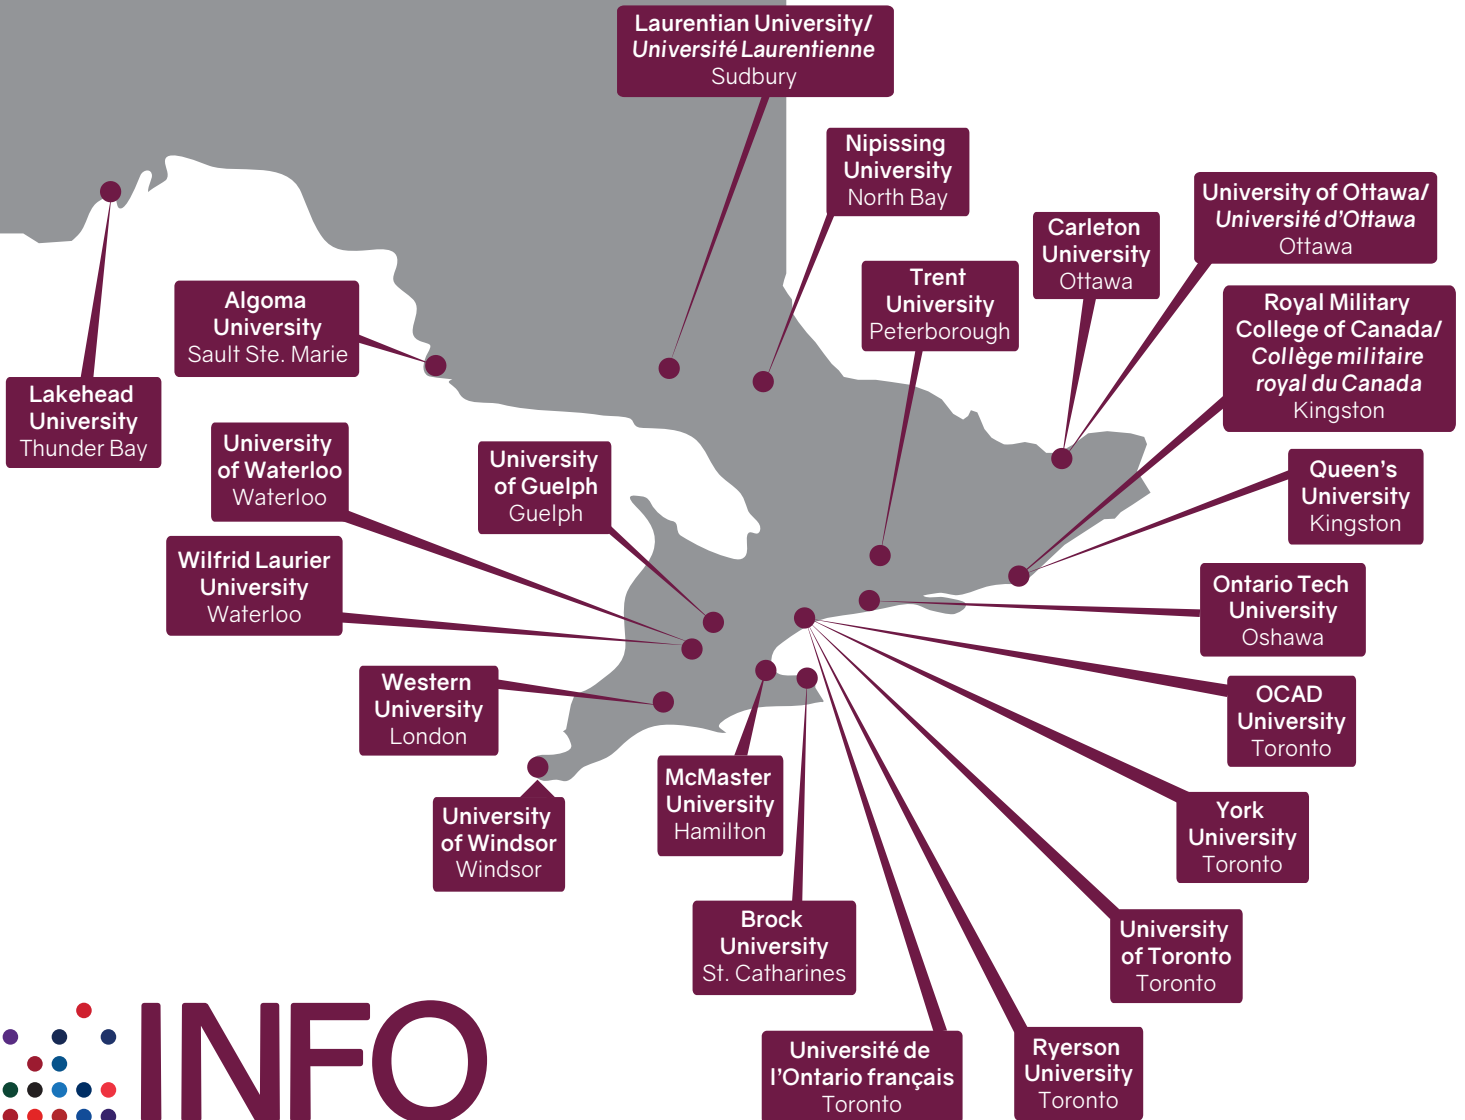 Laurentian University/
Université Laurentienne
Sudbury
Nipissing
University
North Bay
University of Ottawa/
Université d'Ottawa
Ottawa
Carleton
University
Ottawa
Trent
University
Peterborough
Royal Military
College of Canada/
Collège militaire
royal du Canada
Kingston
Algoma
University
Sault Ste. Marie
Lakehead
University
Thunder Bay
University
of Waterloo
Waterloo
University
of Guelph
Guelph
Queen's
University
Kingston
Wilfrid Laurier
University
Waterloo
Ontario Tech
University
Oshawa
Western
University
London
OCAD
University
Toronto
McMaster
University
Hamilton
University
of Windsor
Windsor
York
University
Toronto
Brock
University
St. Catharines
University
of Toronto
Toronto
Université de
l'Ontario français
Toronto
Ryerson
University
Toronto
INFO